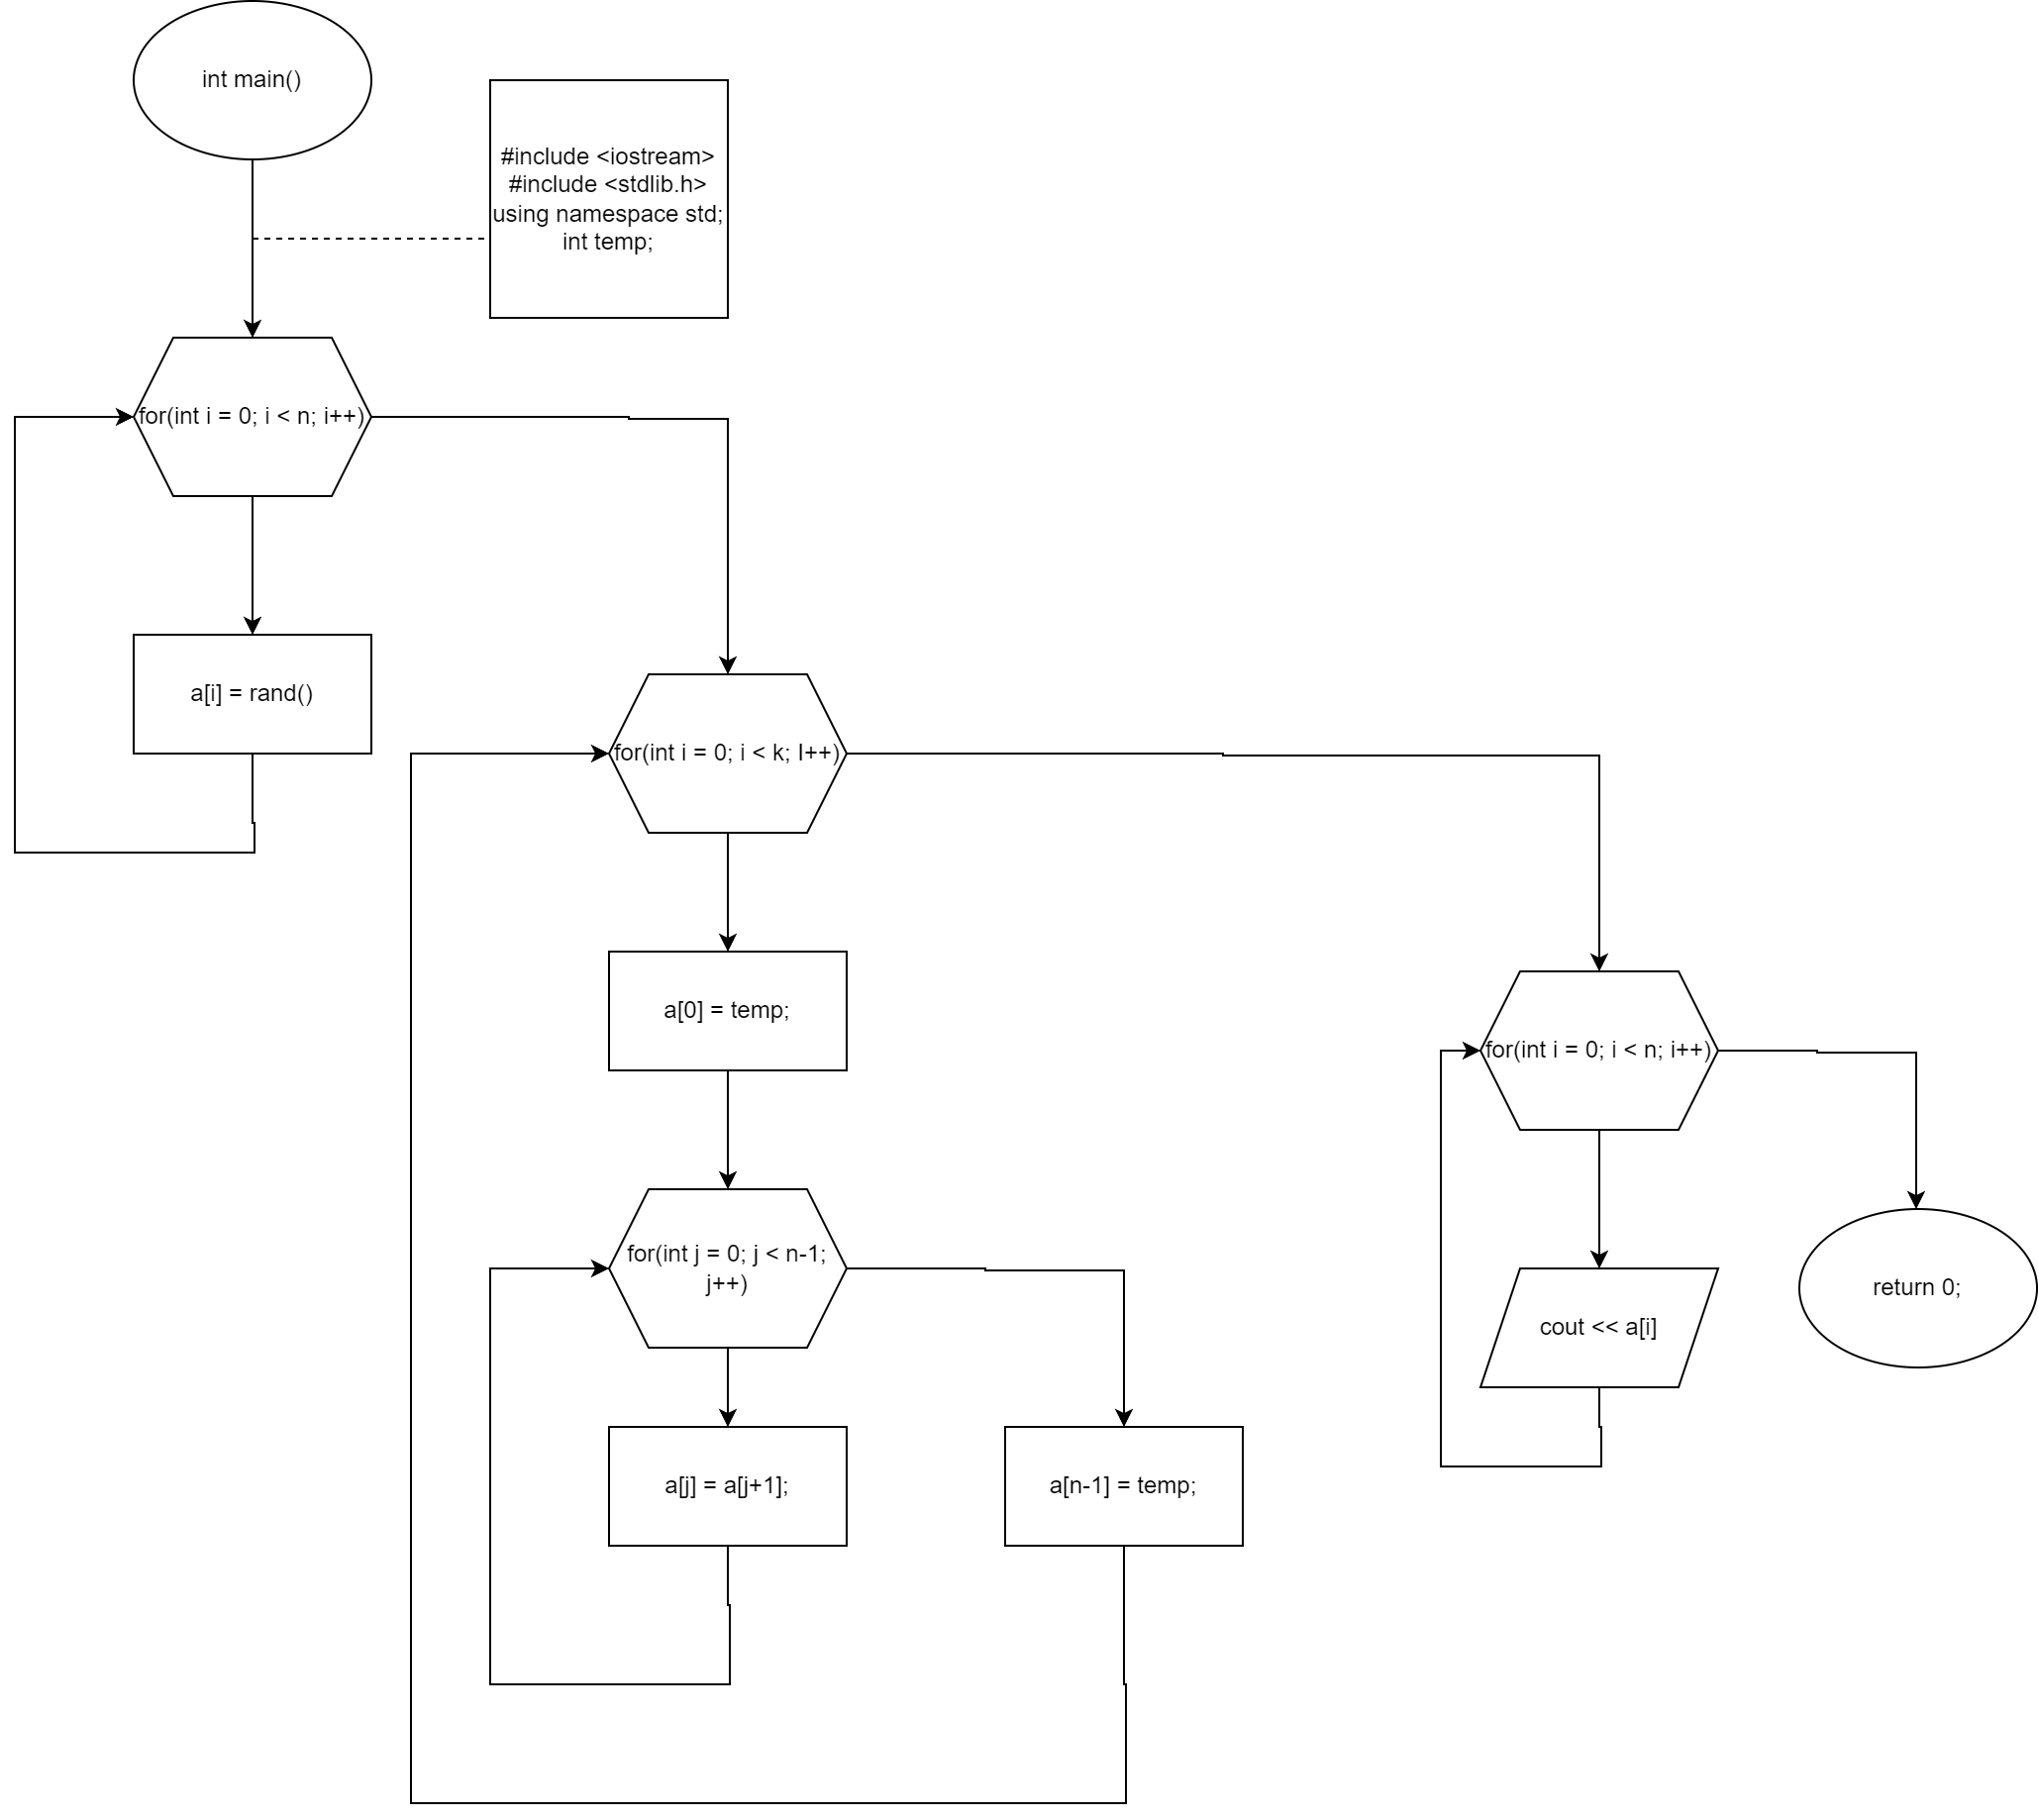 int main()
#include <iostream>
#include <stdlib.h>
using namespace std;
int temp;
for(int i = 0; i < n; i++)
a[i] = rand()
for(int i = 0; i < k; I++)
a[0] = temp;
for(int j = 0; j < n-1;
j++)
a[j] = a[j+1];
a[n-1] = temp;
for(int i = 0; i < n; i++)
cout << a[i]
return 0;